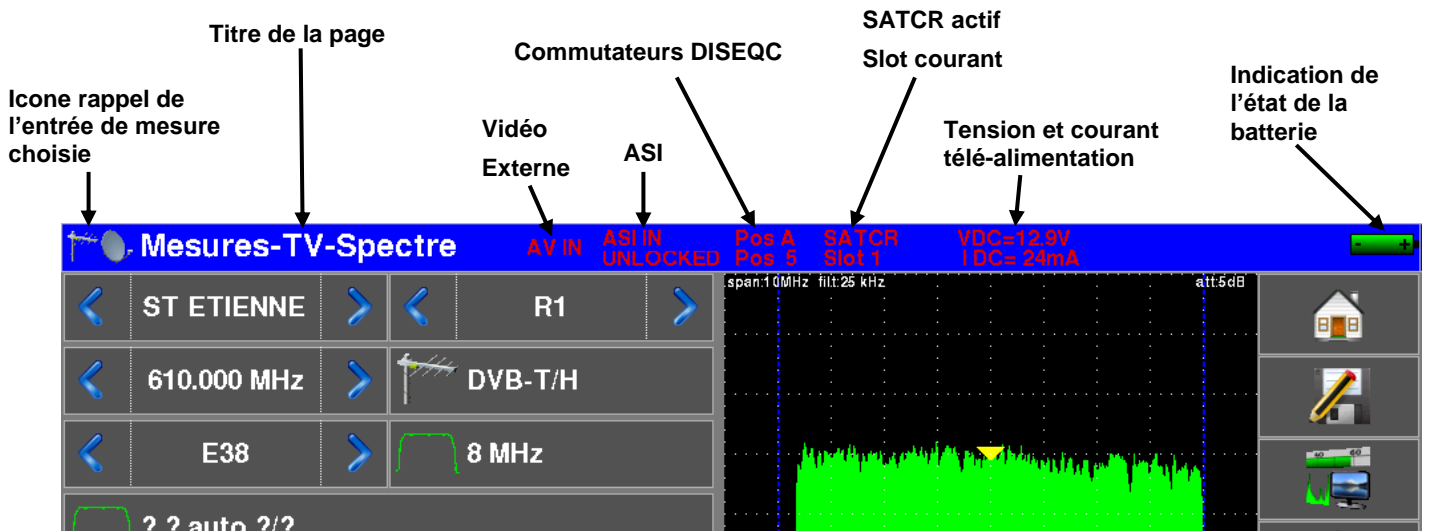 SATCR actif
Titre de la page
Commutateurs DISEQC
Slot courant
Indication de
l'état de la
batterie
Icone rappel de
l'entrée de mesure
choisie
Vidéo
Externe
ASI
Tension et courant
télé-alimentation
Mesures-TV-Spectre
AV IN
ASI IN
UNLOCKED
Pos A
Pos 5
SATCR
Slot 1
VDC=12.9V
I DC= 24mA
- +
span:10MHz filt:25 kHz
att:5dB
ST ETIENNE
R1
610.000 MHz
DVB-T/H
E38
8 MHz
40 60
? ? auto ?/?